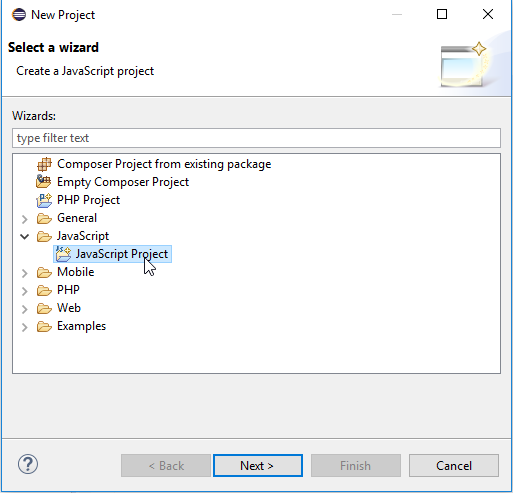 New Project
Select a wizard
Create a JavaScript project
Wizards:
type filter text
Composer Project from existing package
Empty Composer Project
PHP Project
General
JavaScript
JavaScript Project
Mobile
PHP
Web
Examples
< Back
Next >
Finish
Cancel